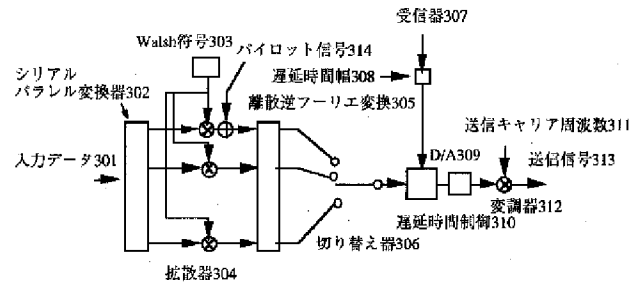 受信器307
Walsh符号303
パイロット信号314
シリアル
パラレル変換器302
遅延時間幅308
離散逆フーリエ変換305
送信キャリア周波数311
入力データ301
D/A309
送信信号313
変調器312
遅延時間制御310
切り替え器306
拡散器304